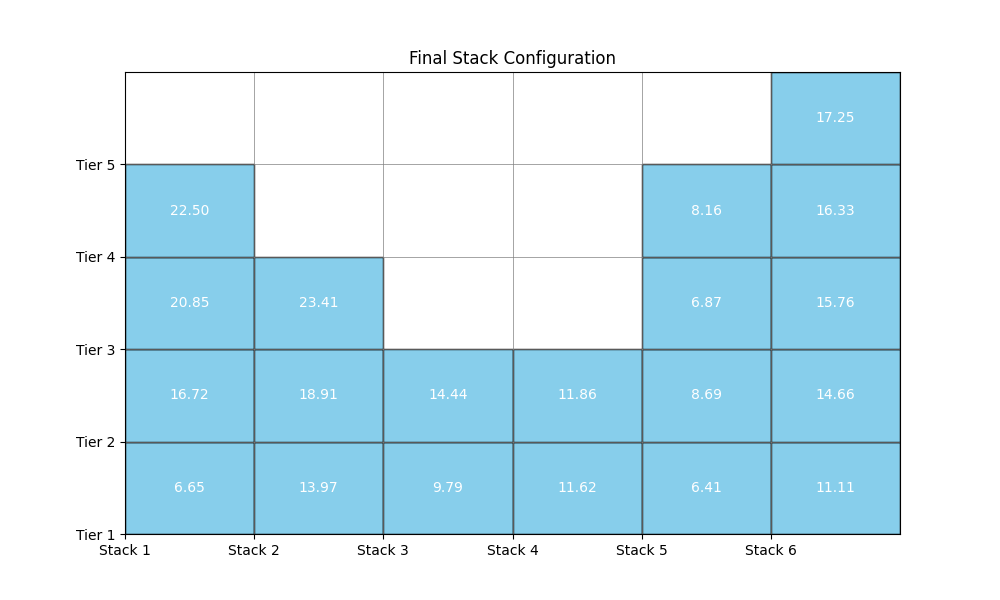 Final Stack Configuration
17.25
Tier 5
22.50 8.16 16.33
Tier 4
20.85 23.41 6.87 15.76
Tier 3
16.72 18.91 14.44 11.86 8.69 14.66
Tier 2
6.65 13.97 9.79 11.62 6.41 11.11
Tier 1
Stack 1 Stack 2 Stack 3 Stack 4 Stack 5 Stack 6